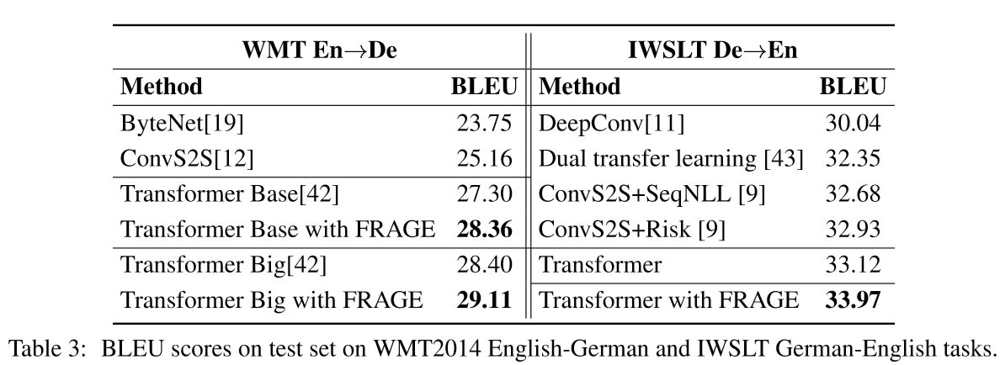 WMT En→De IWSLT De→En
Method BLEU Method BLEU
ByteNet[19] 23.75 DeepConv[11] 30.04
ConvS2S[12] 25.16 Dual transfer learning [43] 32.35
Transformer Base[42] 27.30 ConvS2S+SeqNLL [9] 32.68
Transformer Base with FRAGE 28.36 ConvS2S+Risk [9] 32.93
Transformer Big[42] 28.40 Transformer 33.12
Transformer Big with FRAGE 29.11 Transformer with FRAGE 33.97
Table 3: BLEU scores on test set on WMT2014 English-German and IWSLT German-English tasks.